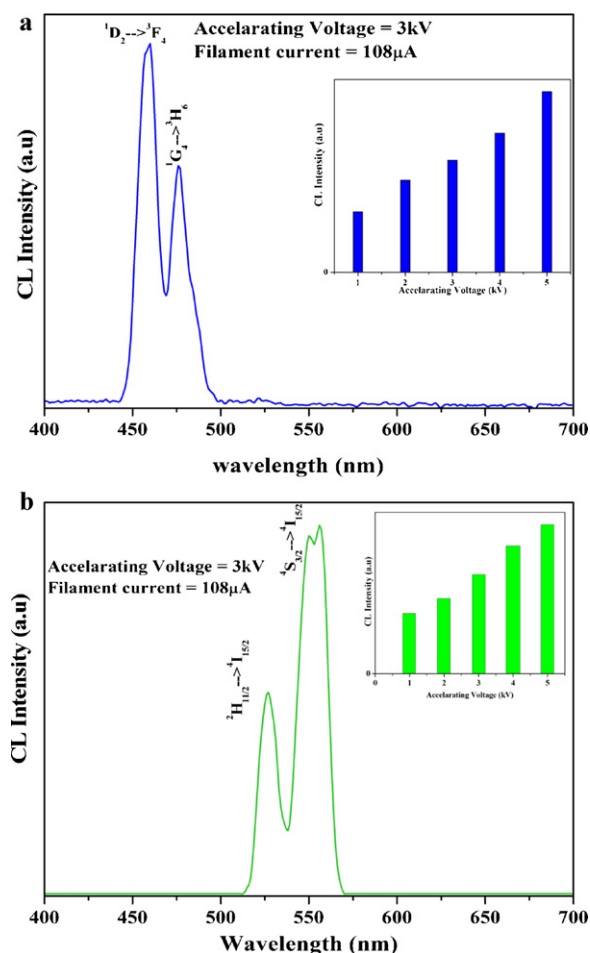 a
Accelarating Voltage = 3kV
Filament current = 108μA
¹D₂-->³F₄
¹G₄-->³H₆
CL Intensity (a.u)
CL Intensity (a.u)
0
1 2 3 4 5
Accelarating Voltage (kV)
400 450 500 550 600 650 700
wavelength (nm)
b
Accelarating Voltage = 3kV
Filament current = 108μA
²H₁₁/₂-->⁴I₁₅/₂
⁴S₃/₂-->⁴I₁₅/₂
CL Intensity (a.u)
CL Intensity (a.u)
0
0 1 2 3 4 5
Accelarating Voltage (kV)
400 450 500 550 600 650 700
Wavelength (nm)